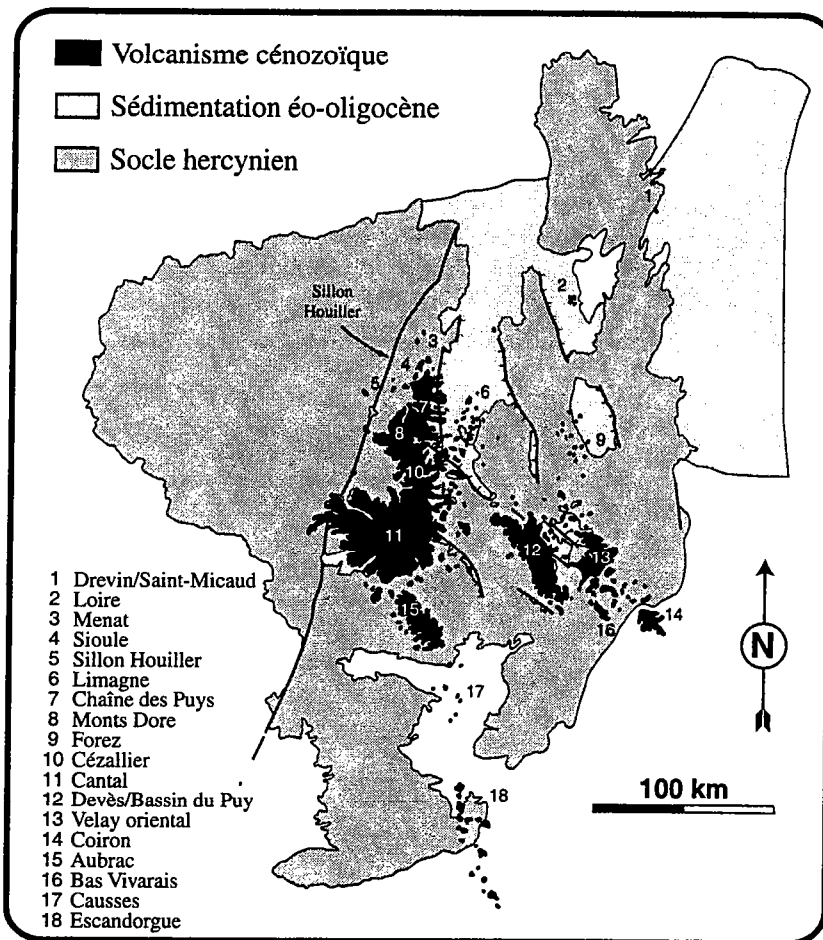 Volcanisme cénozoïque
Sédimentation éo-oligocène
Socle hercynien
1
2
Sillon
Houiller
3
4
5
6
7
8
9
10
11
12
13
14
15
16
17
18
N
100 km
1 Drevin/Saint-Micaud
2 Loire
3 Menat
4 Sioule
5 Sillon Houiller
6 Limagne
7 Chaîne des Puys
8 Monts Dore
9 Forez
10 Cézallier
11 Cantal
12 Devès/Bassin du Puy
13 Velay oriental
14 Coiron
15 Aubrac
16 Bas Vivarais
17 Causses
18 Escandorgue